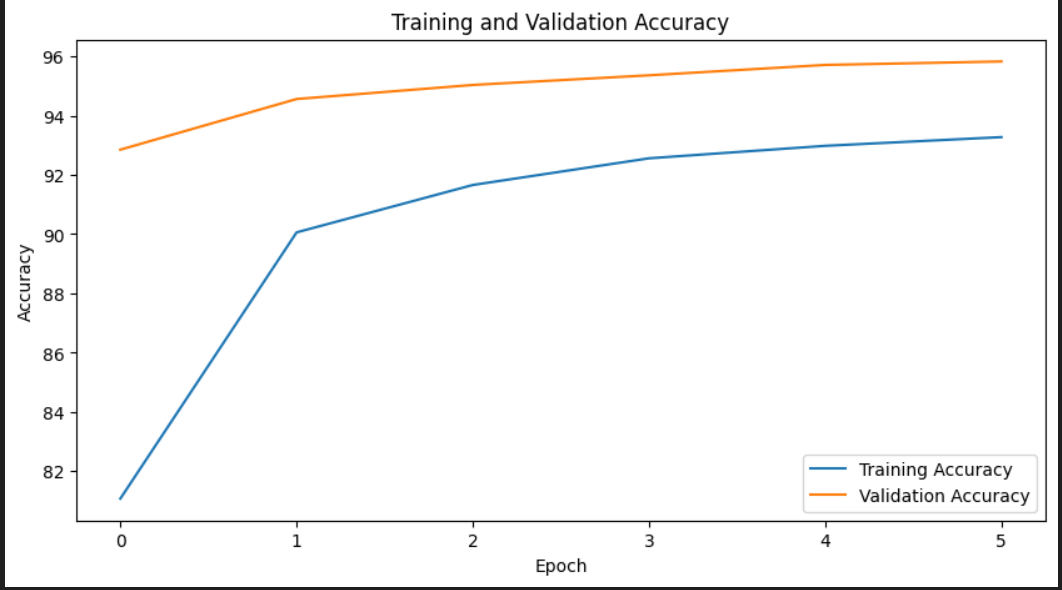 Training and Validation Accuracy
Accuracy
96
94
92
90
88
86
84
82
0 1 2 3 4 5
Epoch
Training Accuracy
Validation Accuracy